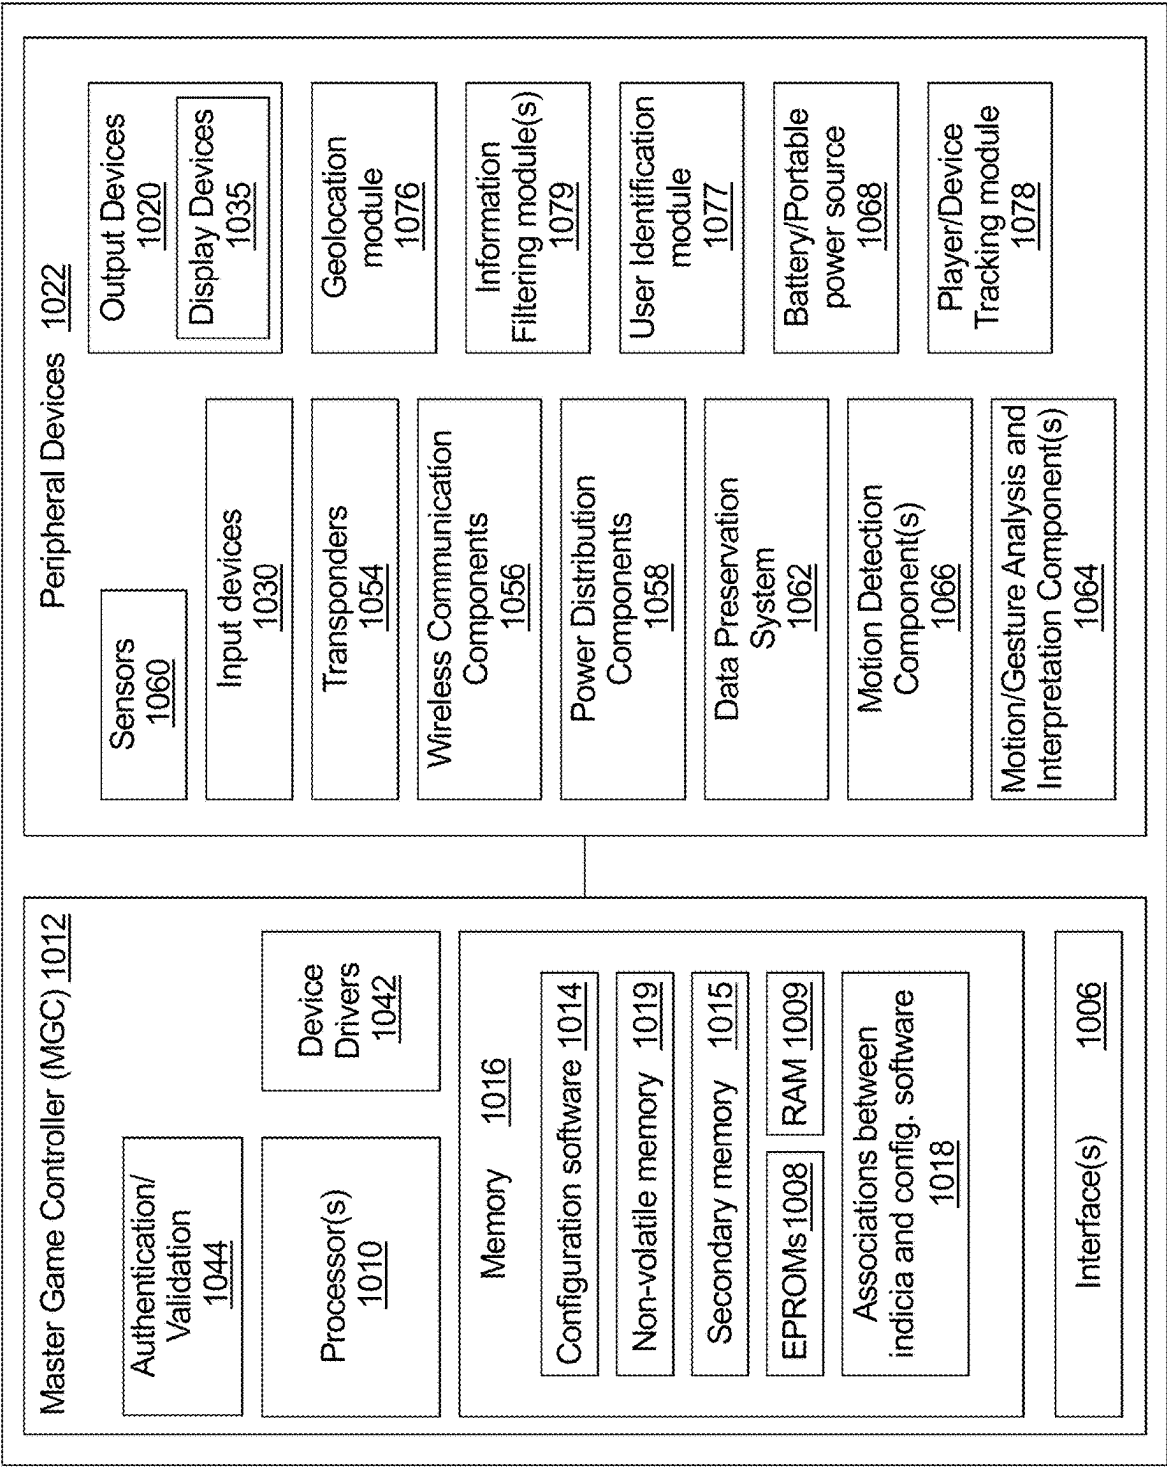 Master Game Controller (MGC) 1012
Authentication/
Validation
1044
Processor(s)
1010
Device
Drivers
1042
Memory 1016
Configuration software 1014
Non-volatile memory 1019
Secondary memory 1015
EPROMs1008
RAM 1009
Associations between
indicia and config. software
1018
Interface(s) 1006
Peripheral Devices 1022
Sensors
1060
Input devices
1030
Transponders
1054
Wireless Communication
Components
1056
Power Distribution
Components
1058
Data Preservation
System
1062
Motion Detection
Component(s)
1066
Motion/Gesture Analysis and
Interpretation Component(s)
1064
Output Devices
1020
Display Devices
1035
Geolocation
module
1076
Information
Filtering module(s)
1079
User Identification
module
1077
Battery/Portable
power source
1068
Player/Device
Tracking module
1078